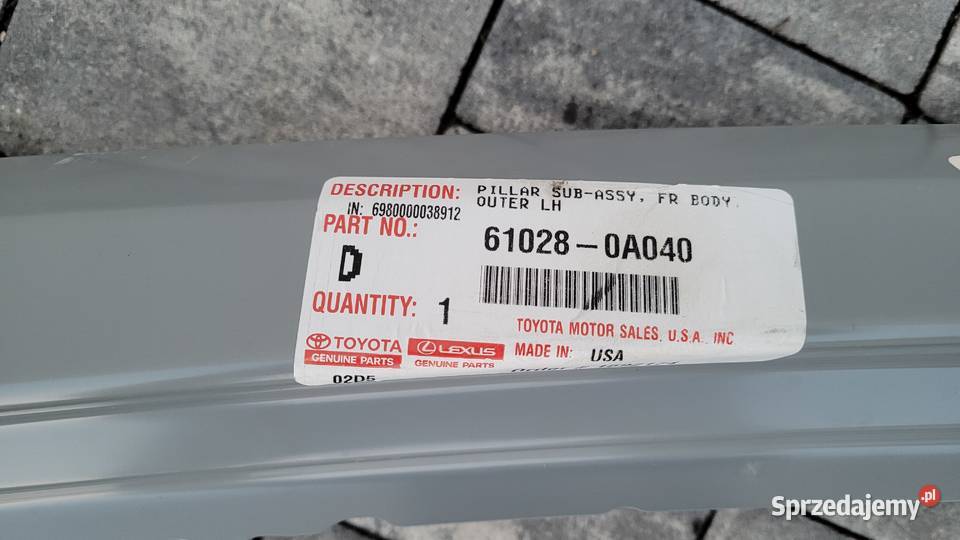 DESCRIPTION: PILLAR SUB-ASSY, FR BODY,
OUTER LH
IN: 6980000038912
PART NO.: 61028-0A040
D
QUANTITY: 1
TOYOTA MOTOR SALES, U.S.A., INC
TOYOTA
GENUINE PARTS
LEXUS
GENUINE PARTS
MADE IN: USA
02D5
Sprzedajemy.pl